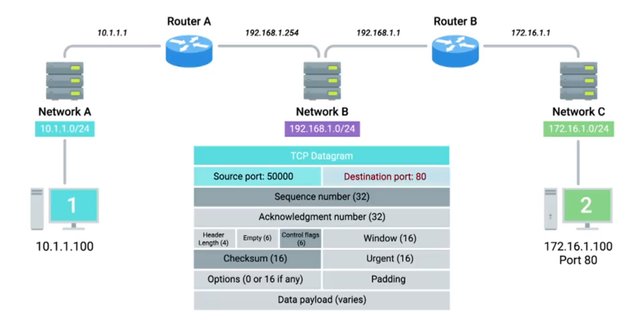 Router A
Router B
10.1.1.1
192.168.1.254
192.168.1.1
172.16.1.1
Network A
Network B
Network C
10.1.1.0/24
192.168.1.0/24
172.16.1.0/24
TCP Datagram
Source port: 50000
Destination port: 80
Sequence number (32)
Acknowledgment number (32)
Header Length (4)
Empty (6)
Control flags (6)
Window (16)
Checksum (16)
Urgent (16)
Options (0 or 16 if any)
Padding
Data payload (varies)
1
10.1.1.100
2
172.16.1.100
Port 80